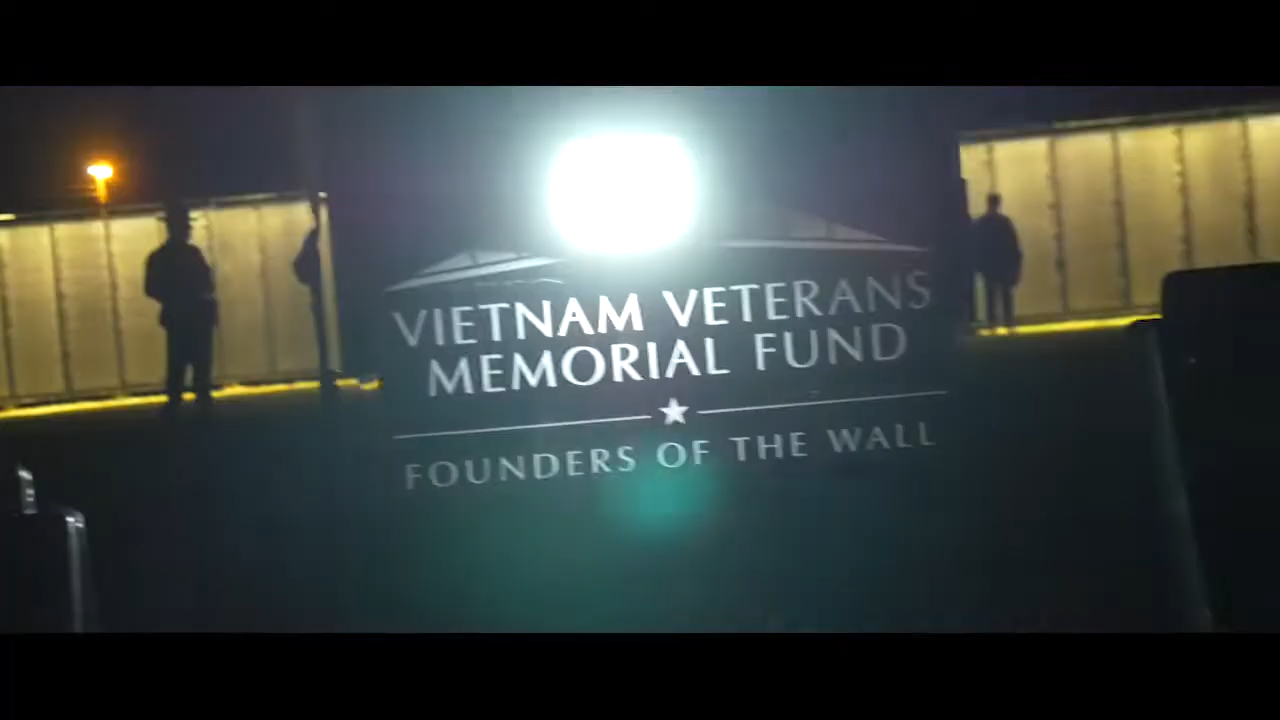 VIETNAM VETERANS
MEMORIAL FUND
FOUNDERS OF THE WALL